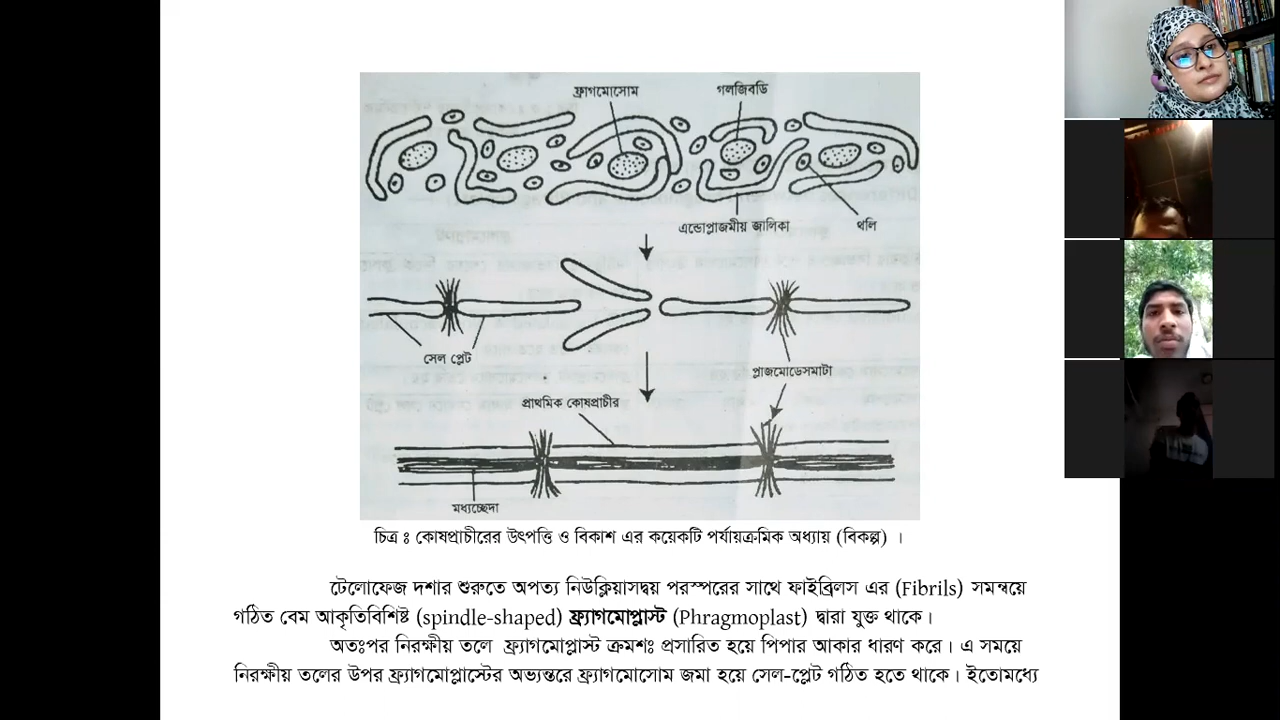 ফ্রাগমোসোম
গলজিবডি
এন্ডোপ্লাজমীয় জালিকা
থলি
সেল প্লেট
প্লাজমোডেসমাটা
প্রাথমিক কোষপ্রাচীর
মধ্যচ্ছেদা
চিত্র ঃ কোষপ্রাচীরের উৎপত্তি ও বিকাশ এর কয়েকটি পর্যায়ক্রমিক অধ্যায় (বিকল্প) ।
টেলোফেজ দশার শুরুতে অপত্য নিউক্লিয়াসদ্বয় পরস্পরের সাথে ফাইব্রিলস এর (Fibrils) সমন্বয়ে
গঠিত বেম আকৃতিবিশিষ্ট (spindle-shaped) ফ্র্যাগমোপ্লাস্ট (Phragmoplast) দ্বারা যুক্ত থাকে।
অতঃপর নিরক্ষীয় তলে ফ্র্যাগমোপ্লাস্ট ক্রমশঃ প্রসারিত হয়ে পিপার আকার ধারণ করে। এ সময়ে
নিরক্ষীয় তলের উপর ফ্র্যাগমোপ্লাস্টের অভ্যন্তরে ফ্র্যাগমোসোম জমা হয়ে সেল-প্লেট গঠিত হতে থাকে। ইতোমধ্যে